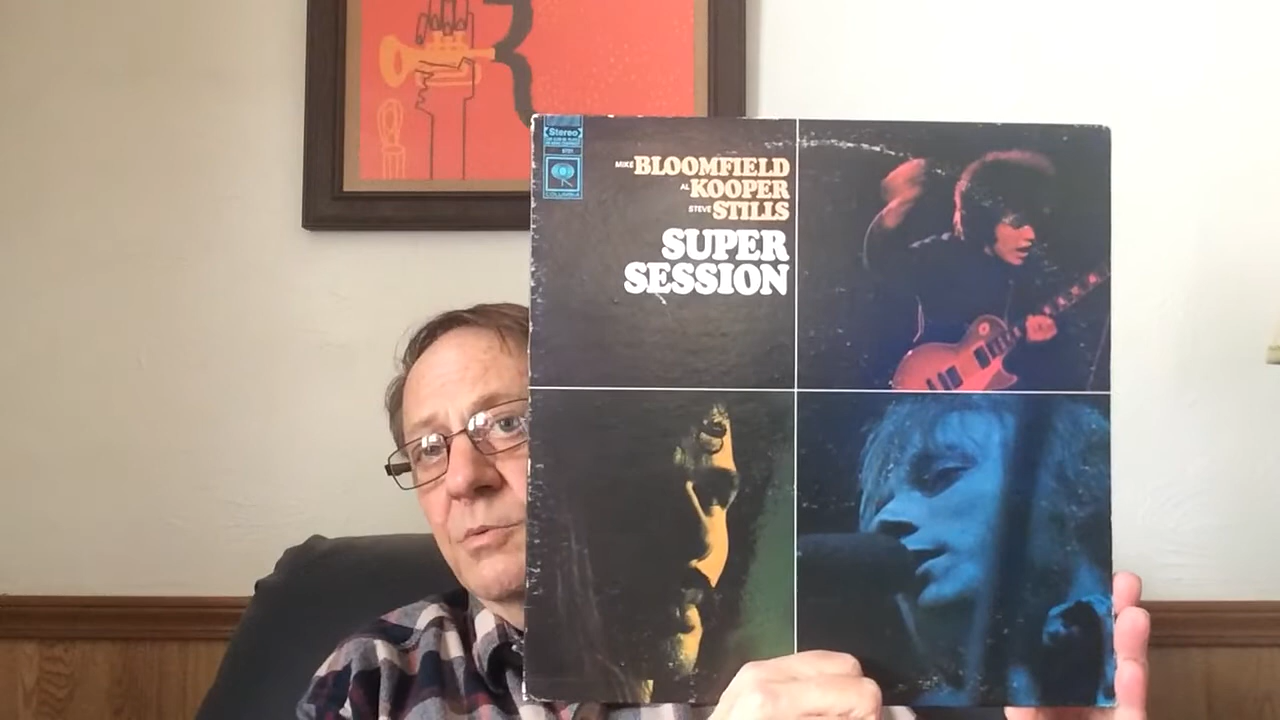 Stereo
MIKE BLOOMFIELD
AL KOOPER
STEVE STILLS
SUPER
SESSION
COLUMBIA